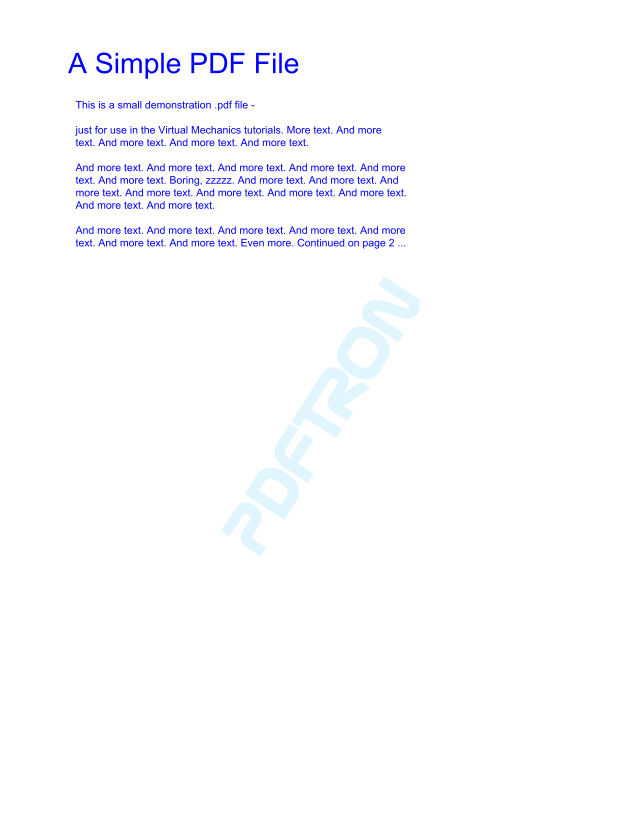 A Simple PDF File
This is a small demonstration .pdf file -
just for use in the Virtual Mechanics tutorials. More text. And more
text. And more text. And more text. And more text.
And more text. And more text. And more text. And more text. And more
text. And more text. Boring, zzzzz. And more text. And more text. And
more text. And more text. And more text. And more text. And more text.
And more text. And more text.
And more text. And more text. And more text. And more text. And more
text. And more text. And more text. Even more. Continued on page 2 ...
PDFTRON